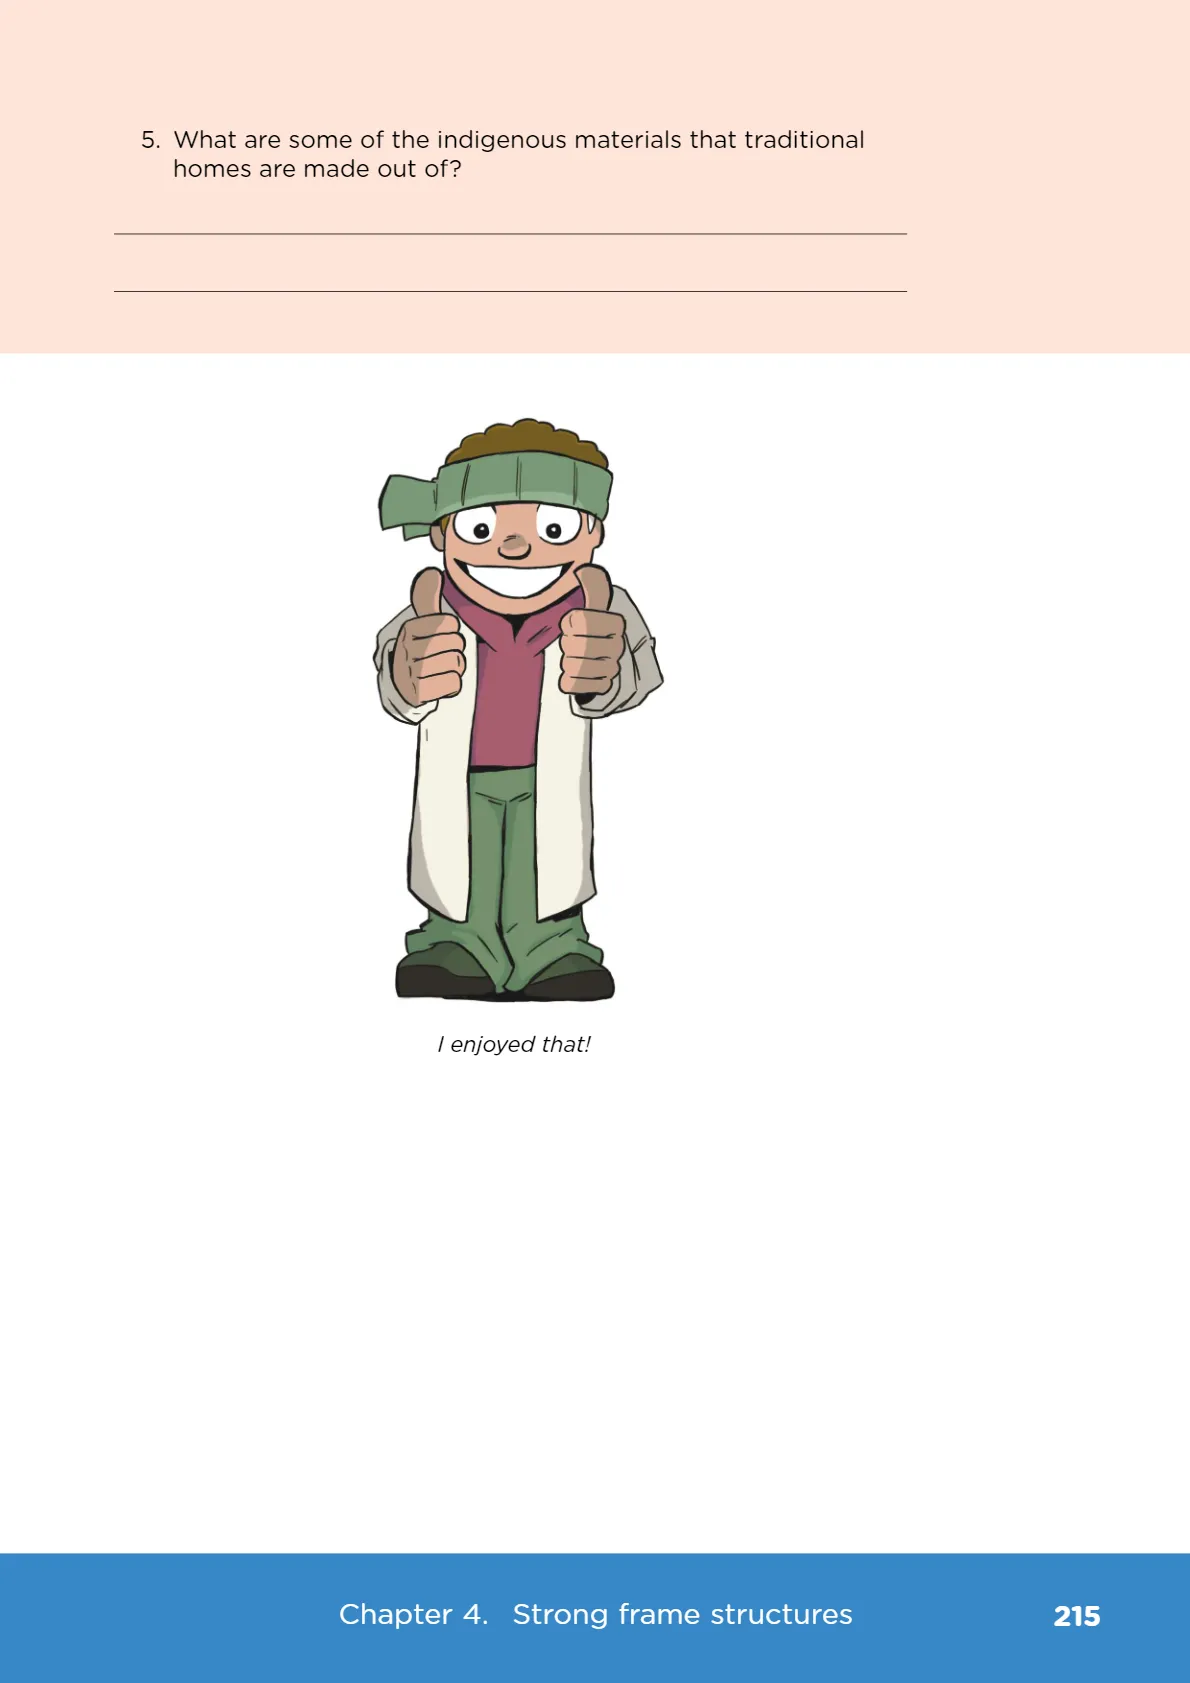 5. What are some of the indigenous materials that traditional
homes are made out of?
I enjoyed that!
Chapter 4. Strong frame structures 215